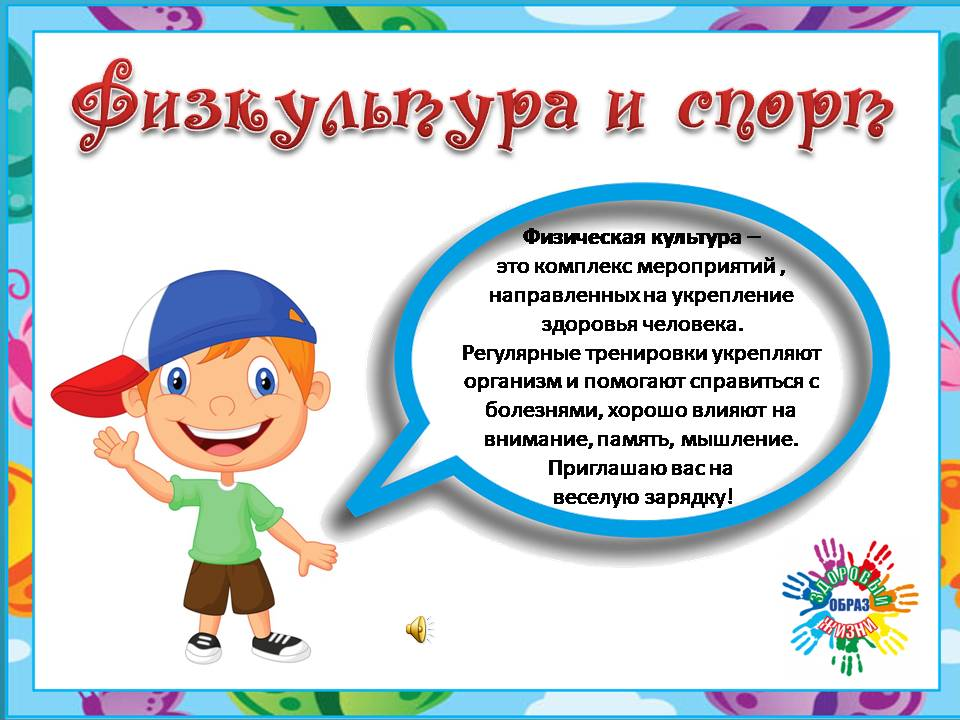 Физкультура и спорт
Физическая культура –
это комплекс мероприятий ,
направленных на укрепление
здоровья человека.
Регулярные тренировки укрепляют
организм и помогают справиться с
болезнями, хорошо влияют на
внимание, память, мышление.
Приглашаю вас на
веселую зарядку!
ЗДОРОВЫЙ
ОБРАЗ
ЖИЗНИ